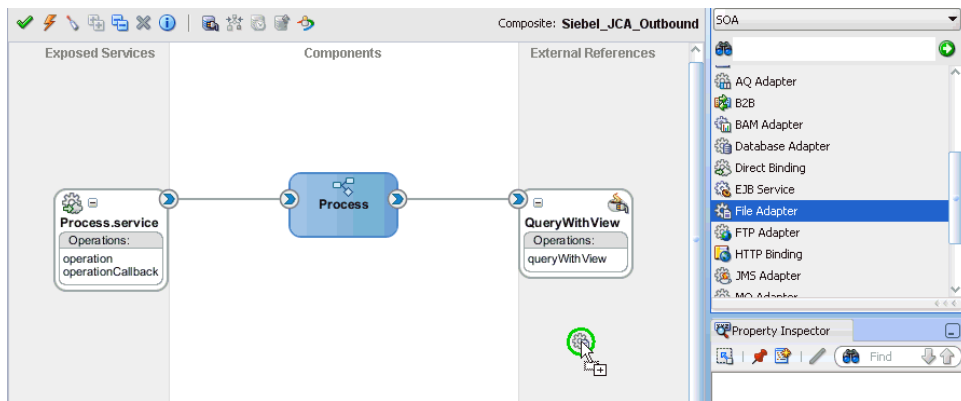 Composite: Siebel_JCA_Outbound
Exposed Services
Components
External References
Process.service
Operations:
operation
operationCallback
Process
QueryWithView
Operations:
queryWithView
SOA
AQ Adapter
B2B
BAM Adapter
Database Adapter
Direct Binding
EJB Service
File Adapter
FTP Adapter
HTTP Binding
JMS Adapter
MQ Adapter
Property Inspector
Find